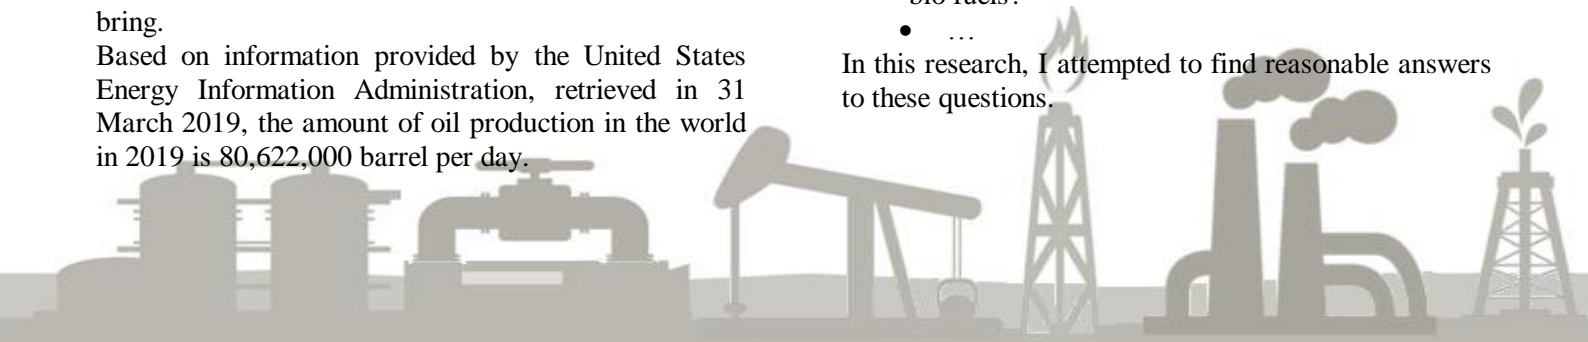 bring.
Based on information provided by the United States
Energy Information Administration, retrieved in 31
March 2019, the amount of oil production in the world
in 2019 is 80,622,000 barrel per day.
bio fuels?
• …
In this research, I attempted to find reasonable answers
to these questions.